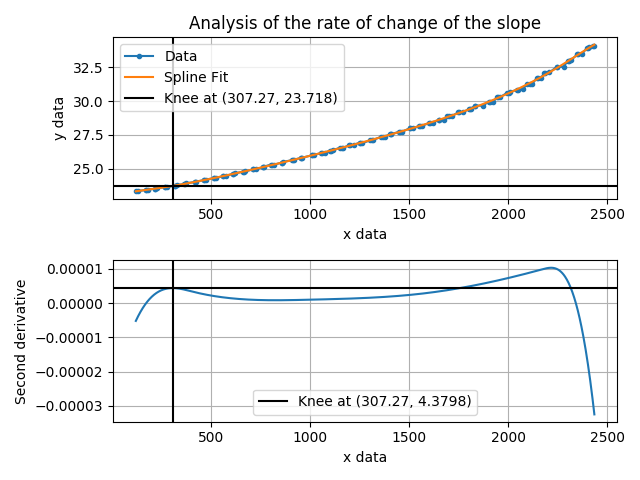 Analysis of the rate of change of the slope
Data
Spline Fit
Knee at (307.27, 23.718)
y data
32.5
30.0
27.5
25.0
500
1000
1500
2000
2500
x data
Second derivative
0.00001
0.00000
−0.00001
−0.00002
−0.00003
Knee at (307.27, 4.3798)
500
1000
1500
2000
2500
x data